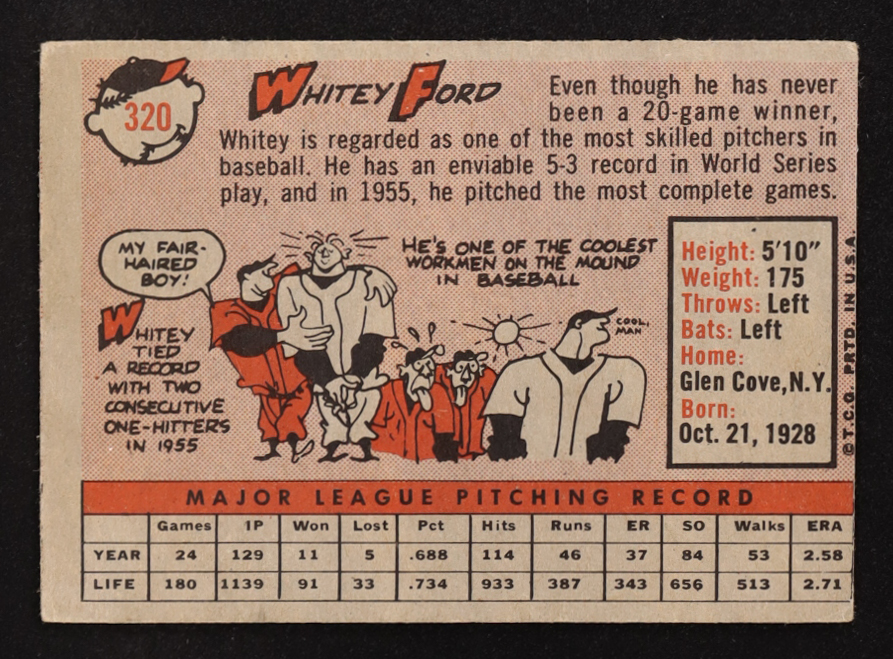 320
WHITEY FORD
Even though he has never
been a 20-game winner,
Whitey is regarded as one of the most skilled pitchers in
baseball. He has an enviable 5-3 record in World Series
play, and in 1955, he pitched the most complete games.
MY FAIR-
HAIRED
BOY!
WHITEY
TIED
A RECORD
WITH TWO
CONSECUTIVE
ONE-HITTERS
IN 1955
HE'S ONE OF THE COOLEST
WORKMEN ON THE MOUND
IN BASEBALL
COOL,
MAN
Height: 5'10"
Weight: 175
Throws: Left
Bats: Left
Home:
Glen Cove, N.Y.
Born:
Oct. 21, 1928
©T.C.G. PRTD. IN U.S.A.
MAJOR LEAGUE PITCHING RECORD
Games IP Won Lost Pct Hits Runs ER SO Walks ERA
YEAR 24 129 11 5 .688 114 46 37 84 53 2.58
LIFE 180 1139 91 33 .734 933 387 343 656 513 2.71